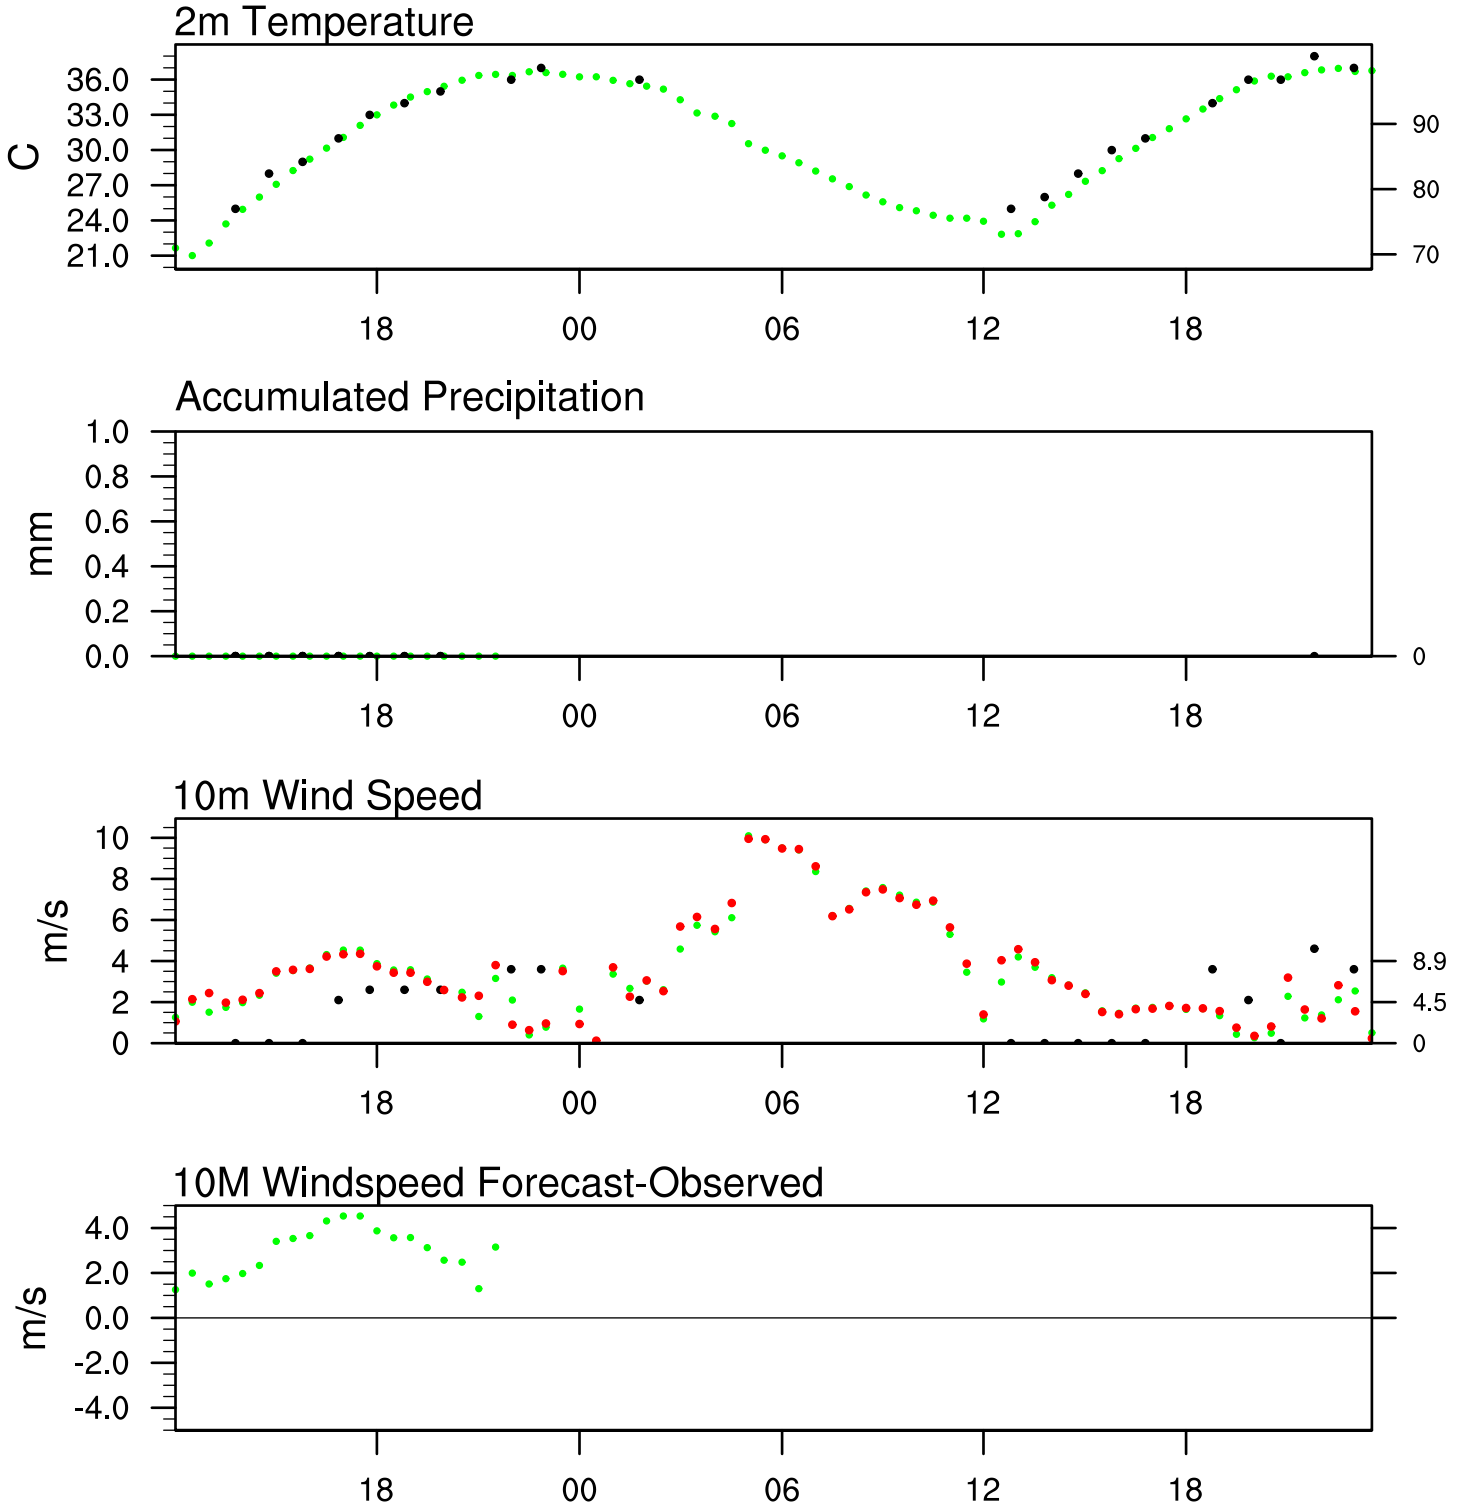 2m Temperature
36.0
33.0
30.0
27.0
24.0
21.0
C
90
80
70
18 00 06 12 18
Accumulated Precipitation
1.0
0.8
0.6
0.4
0.2
0.0
mm
0
18 00 06 12 18
10m Wind Speed
10
8
6
4
2
0
m/s
8.9
4.5
0
18 00 06 12 18
10M Windspeed Forecast-Observed
4.0
2.0
0.0
-2.0
-4.0
m/s
18 00 06 12 18